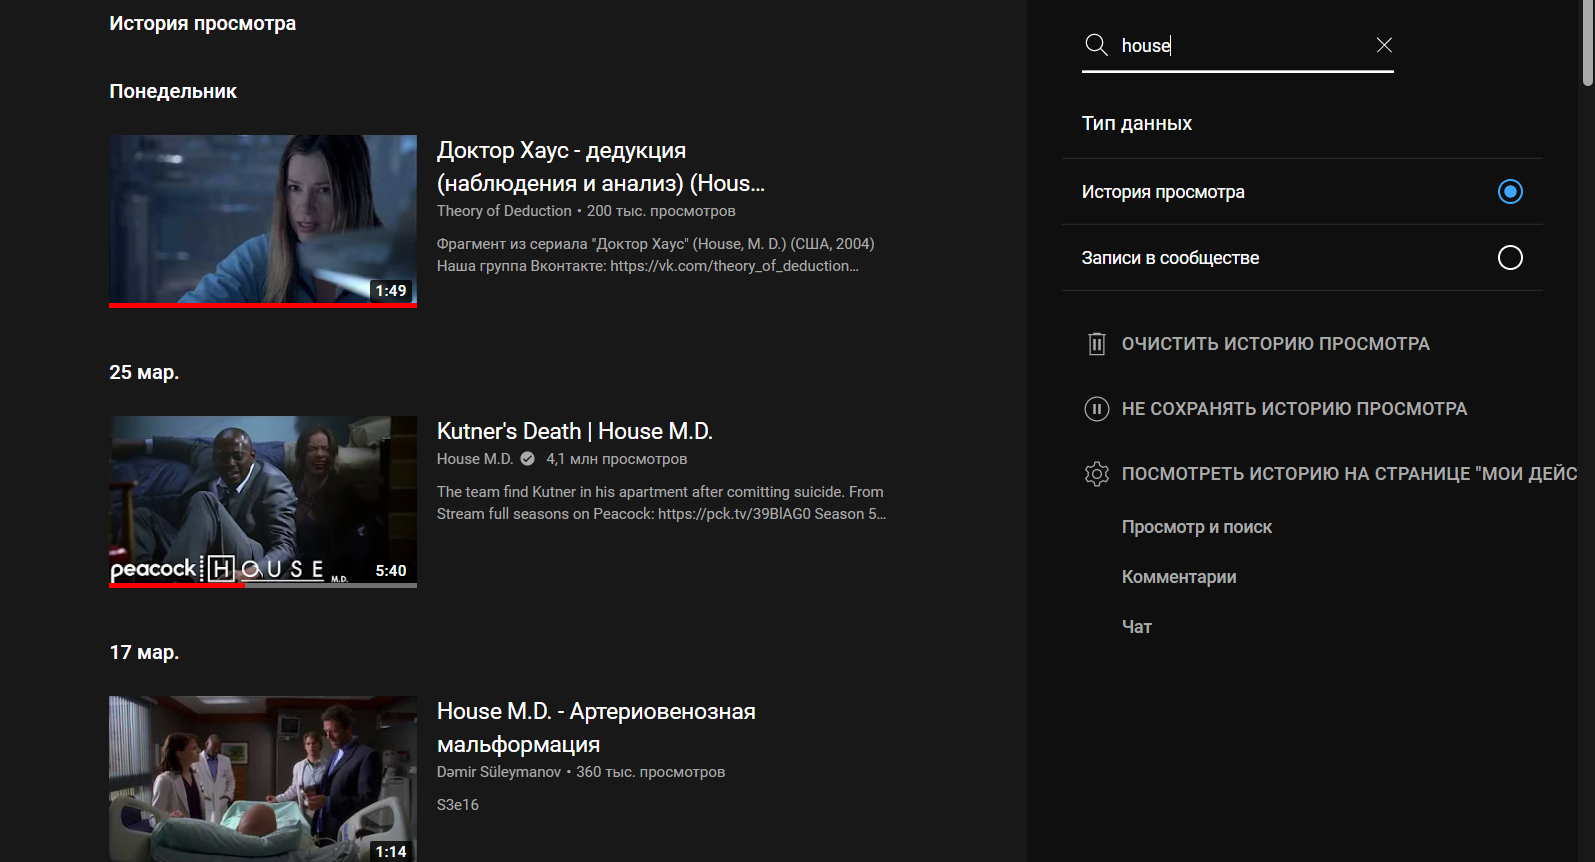 История просмотра
Понедельник
1:49
Доктор Хаус - дедукция
(наблюдения и анализ) (Hous...
Theory of Deduction • 200 тыс. просмотров
Фрагмент из сериала "Доктор Хаус" (House, M. D.) (США, 2004)
Наша группа Вконтакте: https://vk.com/theory_of_deduction...
25 мар.
peacock HOUSE M.D.
5:40
Kutner's Death | House M.D.
House M.D. 4,1 млн просмотров
The team find Kutner in his apartment after comitting suicide. From
Stream full seasons on Peacock: https://pck.tv/39BlAG0 Season 5...
17 мар.
1:14
House M.D. - Артериовенозная
мальформация
Dəmir Süleymanov • 360 тыс. просмотров
S3e16
house
Тип данных
История просмотра
Записи в сообществе
ОЧИСТИТЬ ИСТОРИЮ ПРОСМОТРА
НЕ СОХРАНЯТЬ ИСТОРИЮ ПРОСМОТРА
ПОСМОТРЕТЬ ИСТОРИЮ НА СТРАНИЦЕ "МОИ ДЕЙС
Просмотр и поиск
Комментарии
Чат